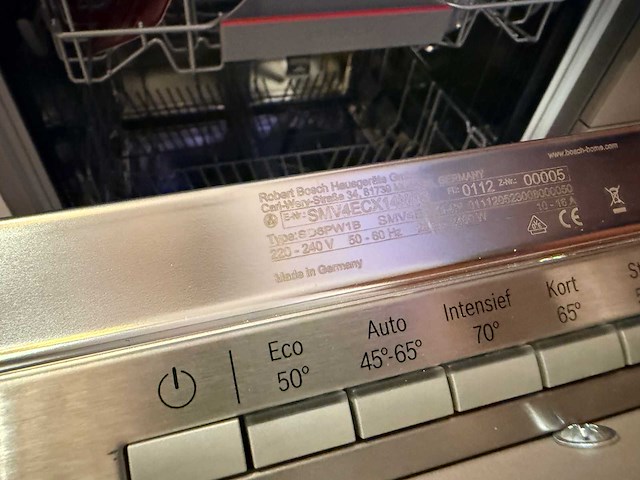 www.bosch-home.com
Robert Bosch Hausgeräte GERMANY
Carl-Wery-Straße 34, 81739
E-Nr.: FD: 0112 Z-Nr.: 00005
Type: SD6PW1B
220 - 240 V 50 - 60 Hz 10 - 16 A
Made in Germany
CE
Eco Auto Intensief Kort
50° 45°-65° 70° 65°